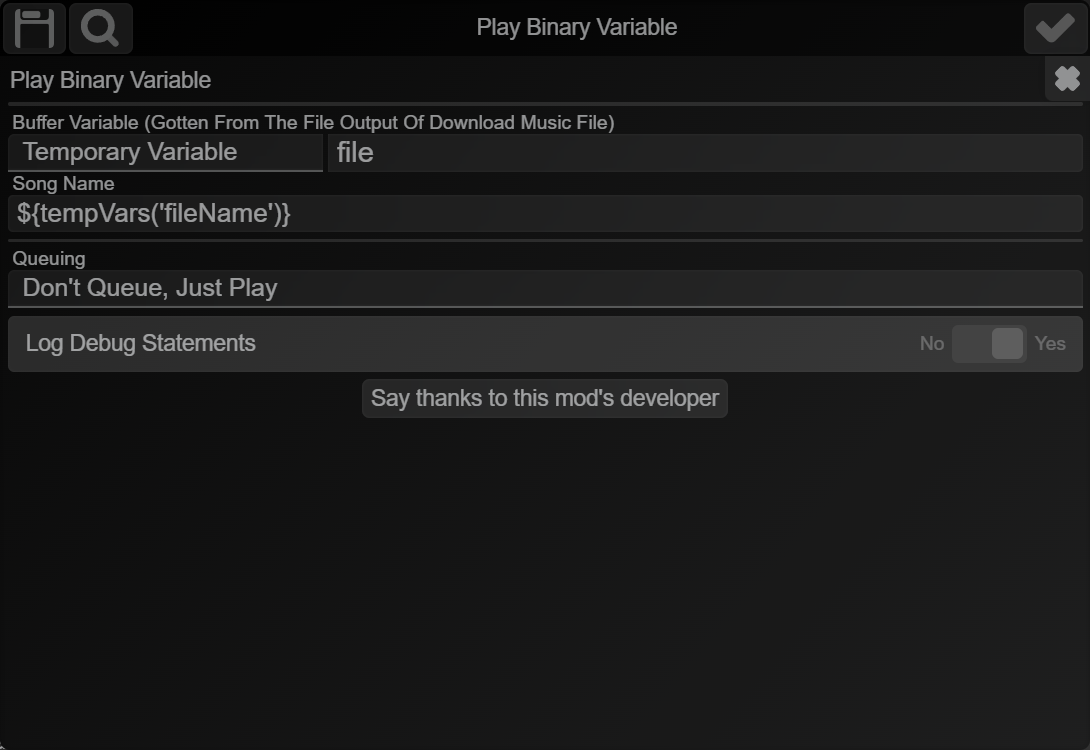 Play Binary Variable
Play Binary Variable
Buffer Variable (Gotten From The File Output Of Download Music File)
Temporary Variable file
Song Name
${tempVars('fileName')}
Queuing
Don't Queue, Just Play
Log Debug Statements No Yes
Say thanks to this mod's developer